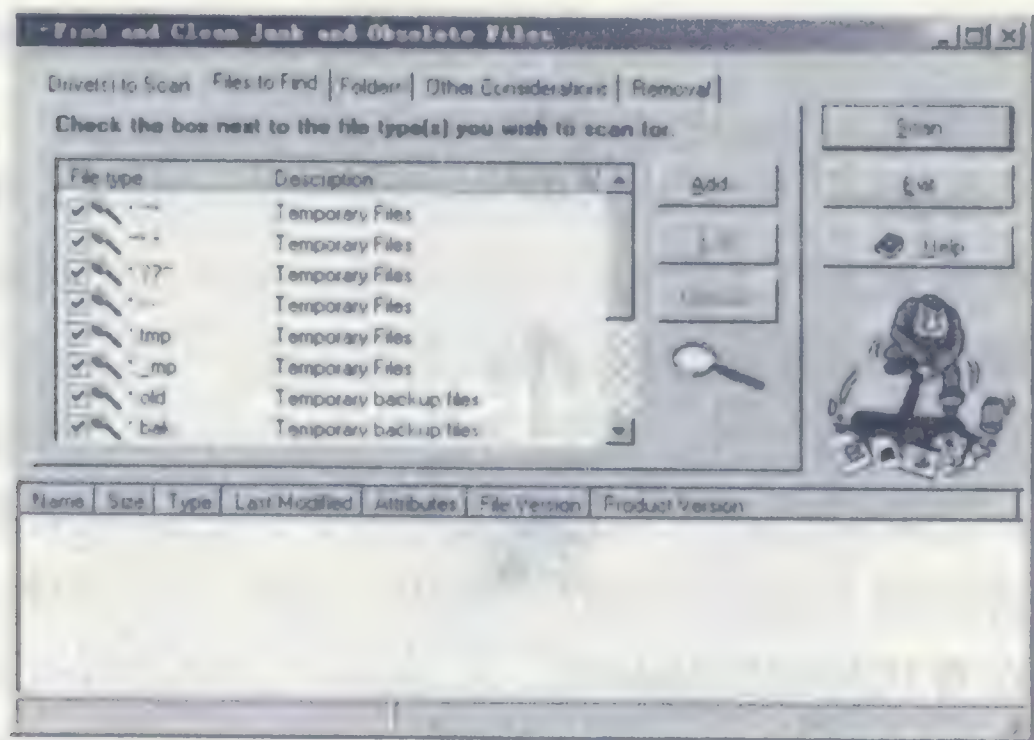 Find and Clean Junk and Obsolete Files
Drive(s) to Scan Files to Find Folders Other Considerations Removal
Check the box next to the file type(s) you wish to scan for.
Scan
File type Description
Add
Exit
Temporary Files
Temporary Files
Help
Temporary Files
Temporary Files
*.tmp Temporary Files
*._mp Temporary Files
*.old Temporary backup files
*.bak Temporary backup files
Name Size Type Last Modified Attributes File Version Product Version